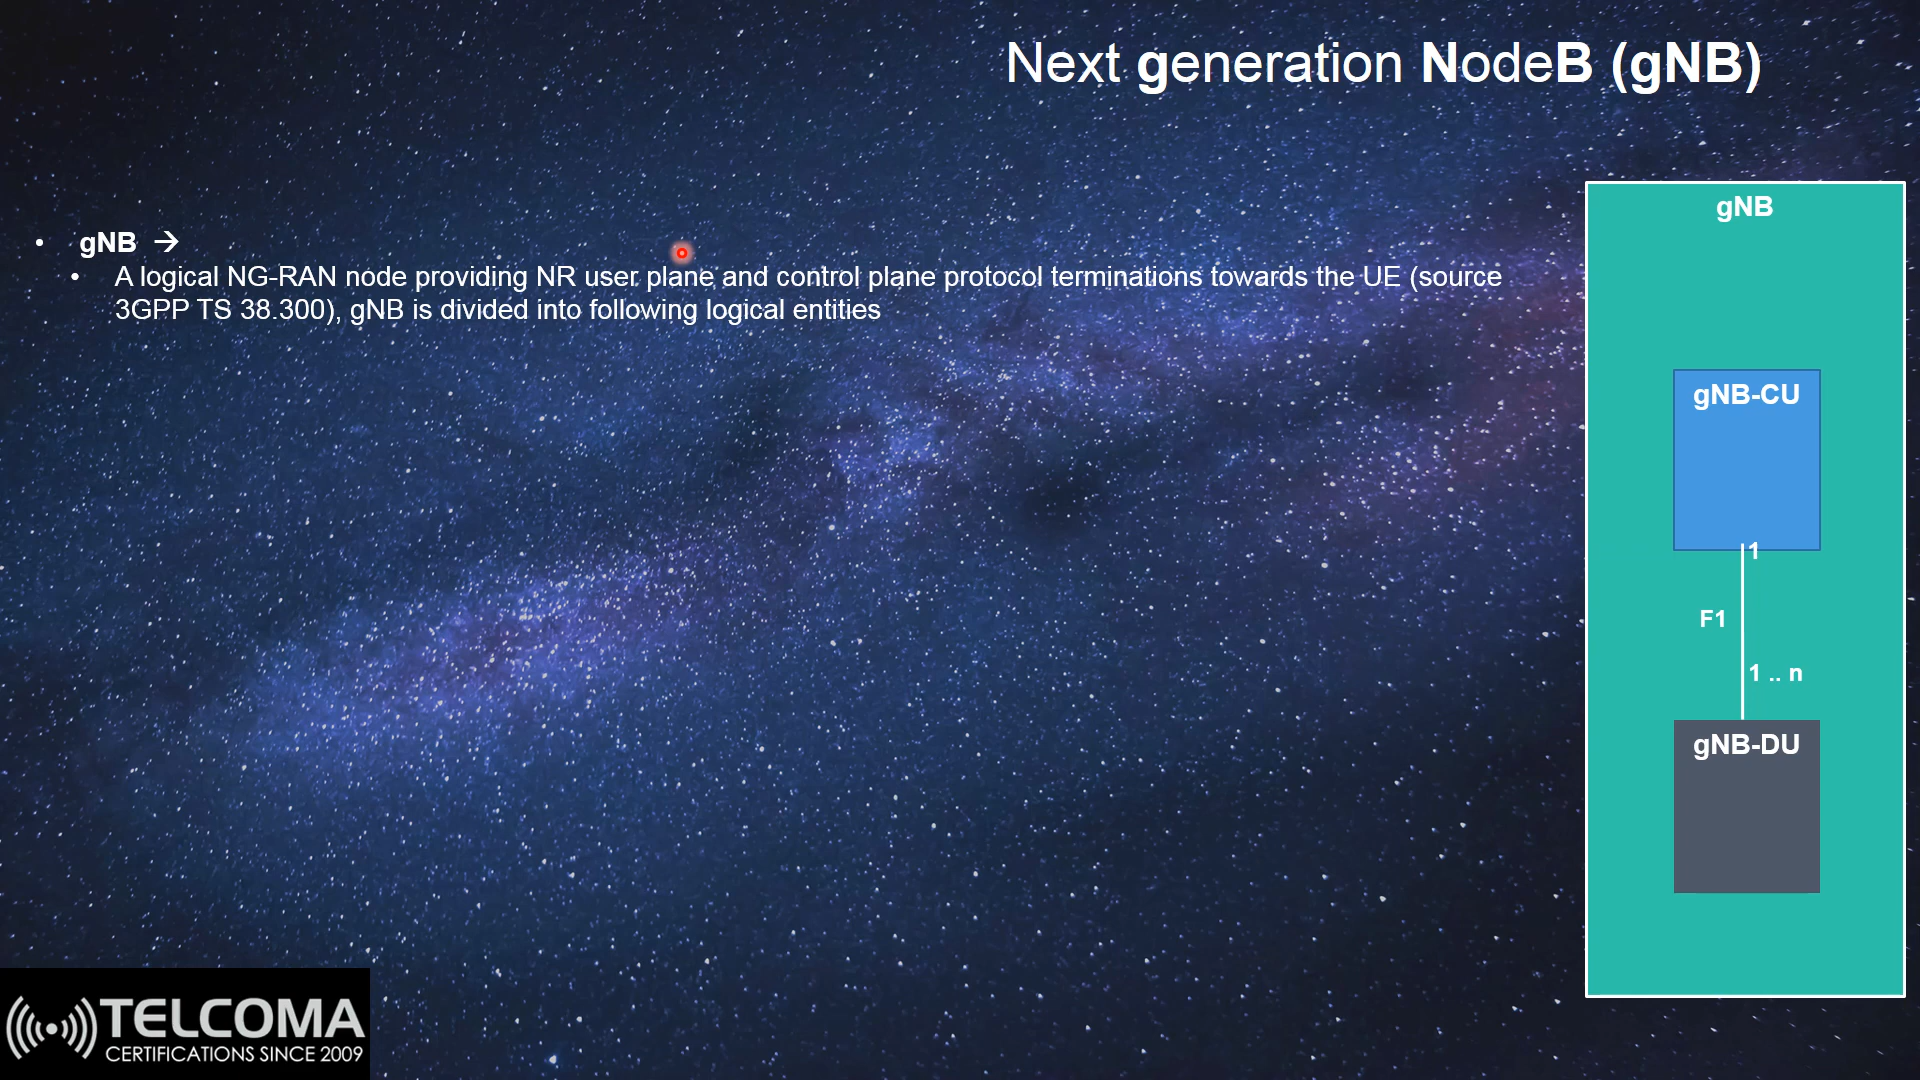 Next generation NodeB (gNB)
• gNB →
• A logical NG-RAN node providing NR user plane and control plane protocol terminations towards the UE (source
3GPP TS 38.300), gNB is divided into following logical entities
gNB
gNB-CU
1
F1
1 .. n
gNB-DU
TELCOMA
CERTIFICATIONS SINCE 2009